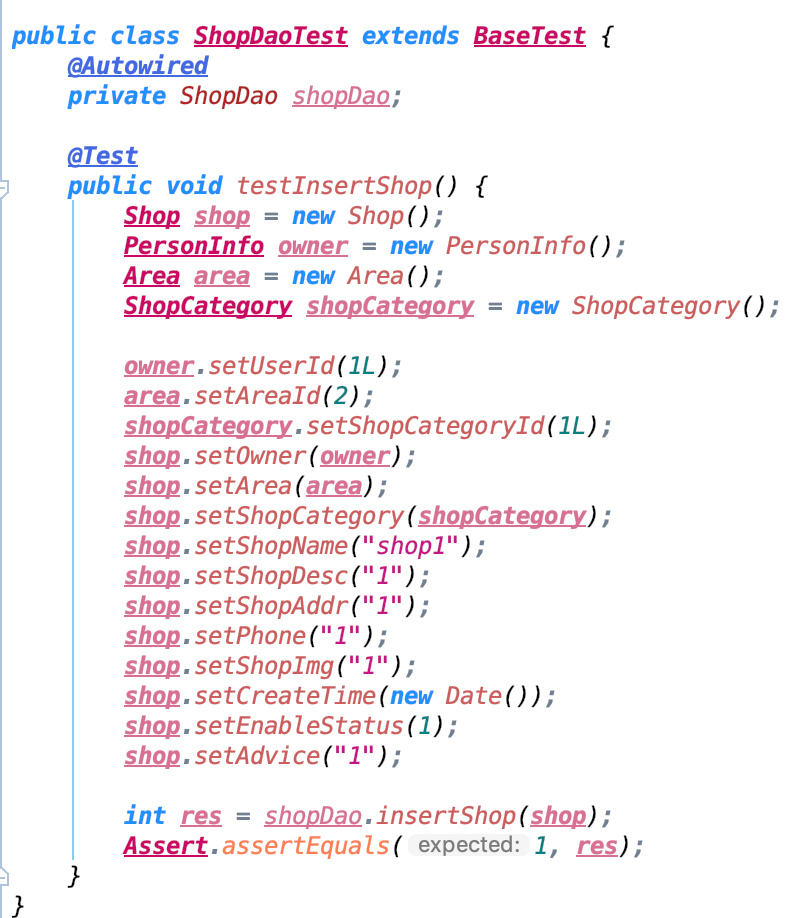 public class ShopDaoTest extends BaseTest {
    @Autowired
    private ShopDao shopDao;

    @Test
    public void testInsertShop() {
        Shop shop = new Shop();
        PersonInfo owner = new PersonInfo();
        Area area = new Area();
        ShopCategory shopCategory = new ShopCategory();

        owner.setUserId(1L);
        area.setAreaId(2);
        shopCategory.setShopCategoryId(1L);
        shop.setOwner(owner);
        shop.setArea(area);
        shop.setShopCategory(shopCategory);
        shop.setShopName("shop1");
        shop.setShopDesc("1");
        shop.setShopAddr("1");
        shop.setPhone("1");
        shop.setShopImg("1");
        shop.setCreateTime(new Date());
        shop.setEnableStatus(1);
        shop.setAdvice("1");

        int res = shopDao.insertShop(shop);
        Assert.assertEquals( expected: 1, res);
    }
}